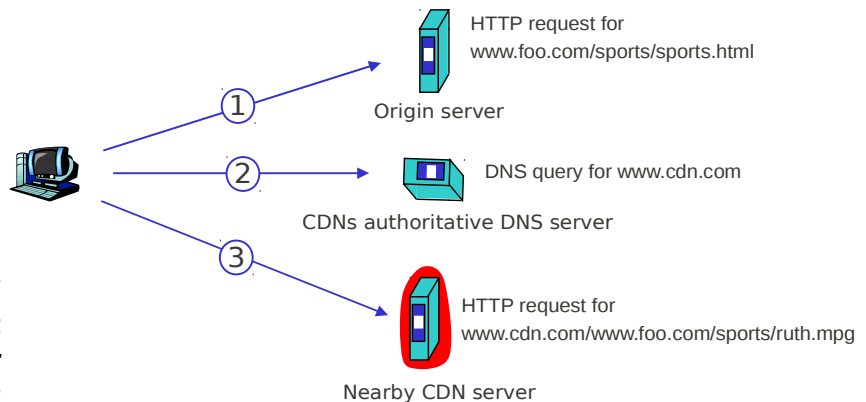 HTTP request for
www.foo.com/sports/sports.html
1
Origin server
2
DNS query for www.cdn.com
CDNs authoritative DNS server
3
HTTP request for
www.cdn.com/www.foo.com/sports/ruth.mpg
Nearby CDN server